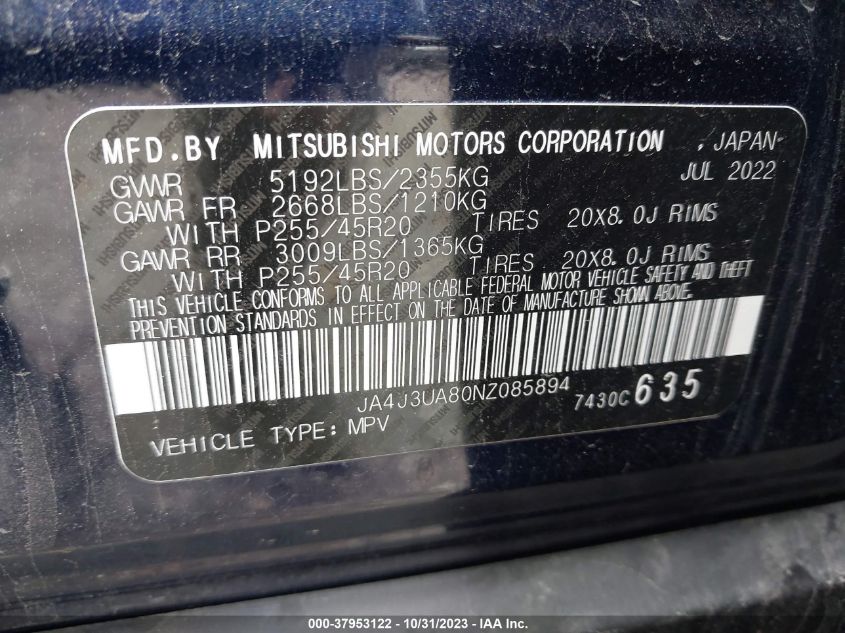 MFD.BY MITSUBISHI MOTORS CORPORATION , JAPAN
GVWR 5192LBS/2355KG JUL 2022
GAWR FR 2668LBS/1210KG
WITH P255/45R20 TIRES 20X8.0J RIMS
GAWR RR 3009LBS/1365KG
WITH P255/45R20 TIRES 20X8.0J RIMS
THIS VEHICLE CONFORMS TO ALL APPLICABLE FEDERAL MOTOR VEHICLE SAFETY AND THEFT
PREVENTION STANDARDS IN EFFECT ON THE DATE OF MANUFACTURE SHOWN ABOVE.
JA4J3UA80NZ085894 7430C 635
VEHICLE TYPE: MPV
000-37953122 - 10/31/2023 - IAA Inc.